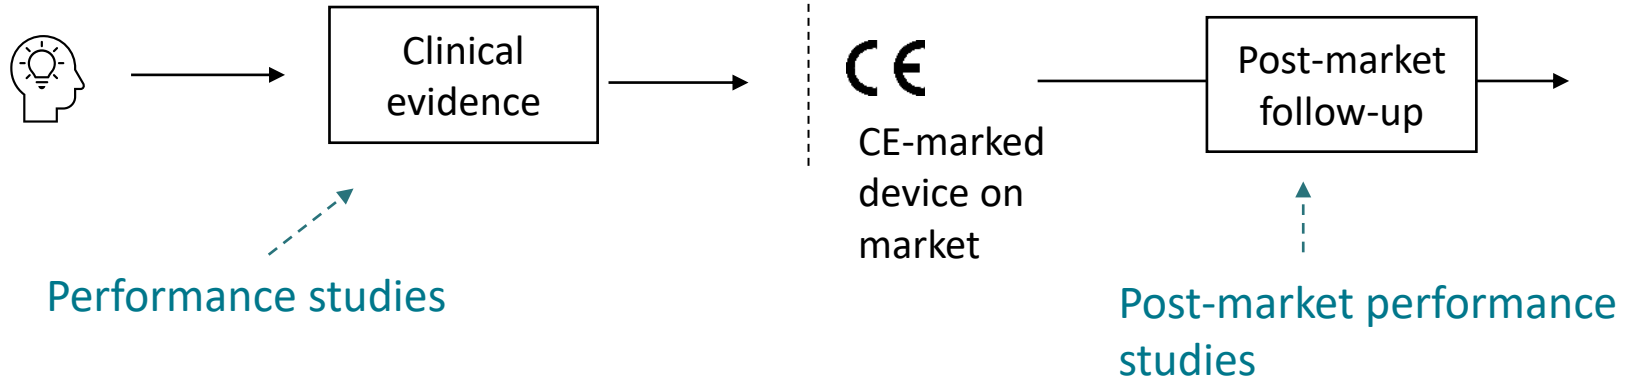 Clinical
evidence
CE
CE-marked
device on
market
Post-market
follow-up
Performance studies
Post-market performance
studies